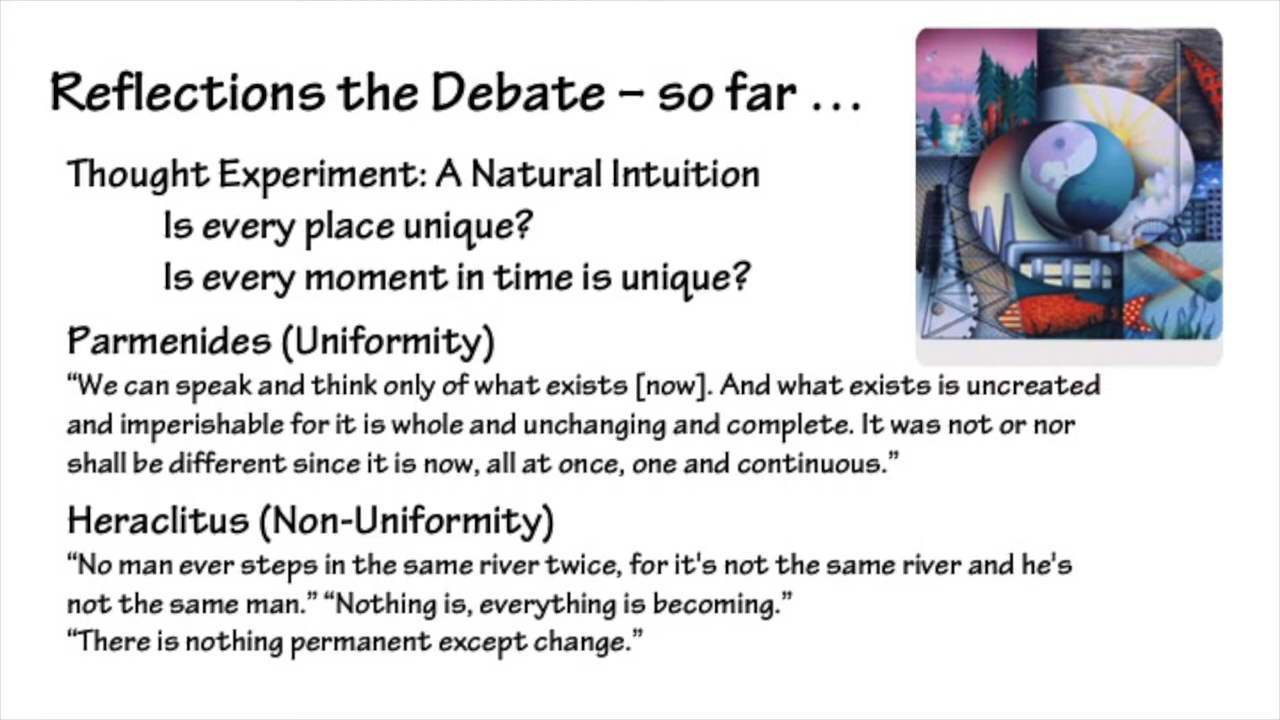 Reflections the Debate – so far …
Thought Experiment: A Natural Intuition
Is every place unique?
Is every moment in time is unique?
Parmenides (Uniformity)
“We can speak and think only of what exists [now]. And what exists is uncreated
and imperishable for it is whole and unchanging and complete. It was not or nor
shall be different since it is now, all at once, one and continuous.”
Heraclitus (Non-Uniformity)
“No man ever steps in the same river twice, for it's not the same river and he's
not the same man.” “Nothing is, everything is becoming.”
“There is nothing permanent except change.”